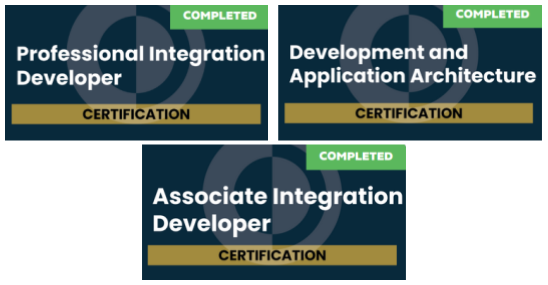 COMPLETED
Professional Integration
Developer
CERTIFICATION
COMPLETED
Development and
Application Architecture
CERTIFICATION
COMPLETED
Associate Integration
Developer
CERTIFICATION